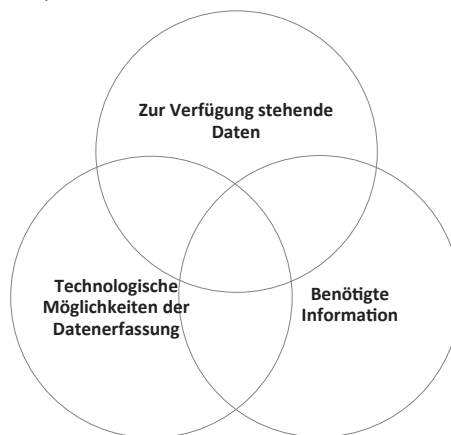 Zur Verfügung stehende
Daten
Technologische
Möglichkeiten der
Datenerfassung
Benötigte
Information